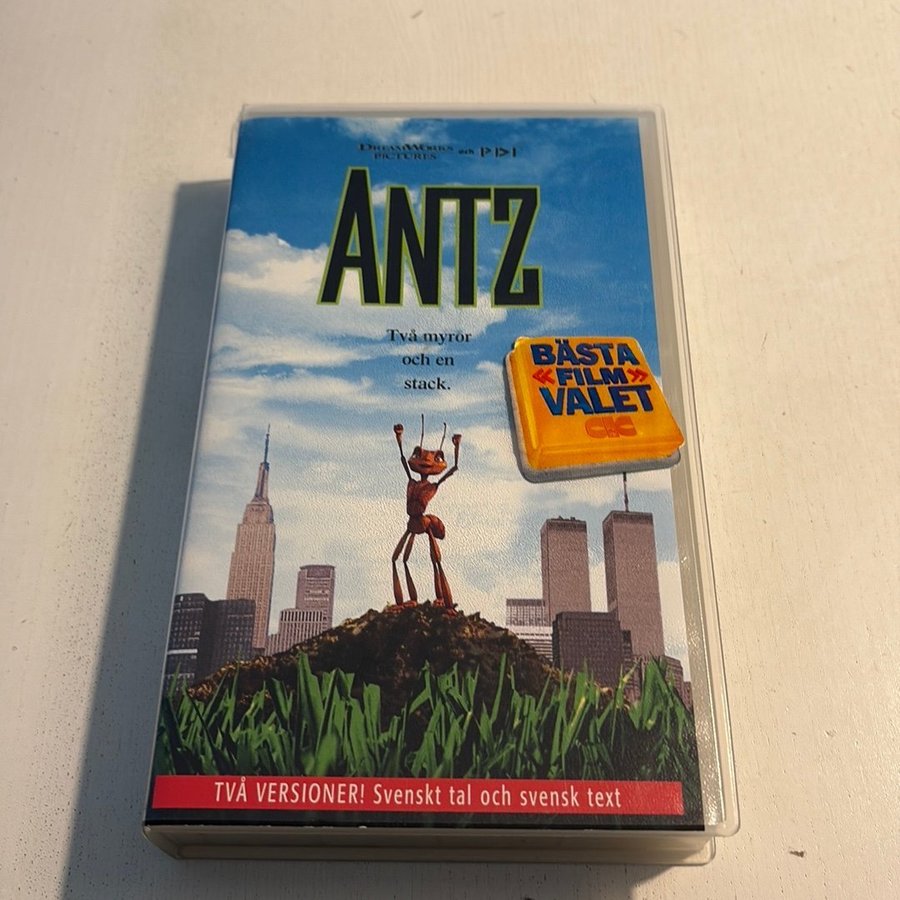 DREAMWORKS
PICTURES och PDI
ANTZ
Två myror
och en
stack.
BÄSTA
«FILM»
VALET
CIC
TVÅ VERSIONER! Svenskt tal och svensk text